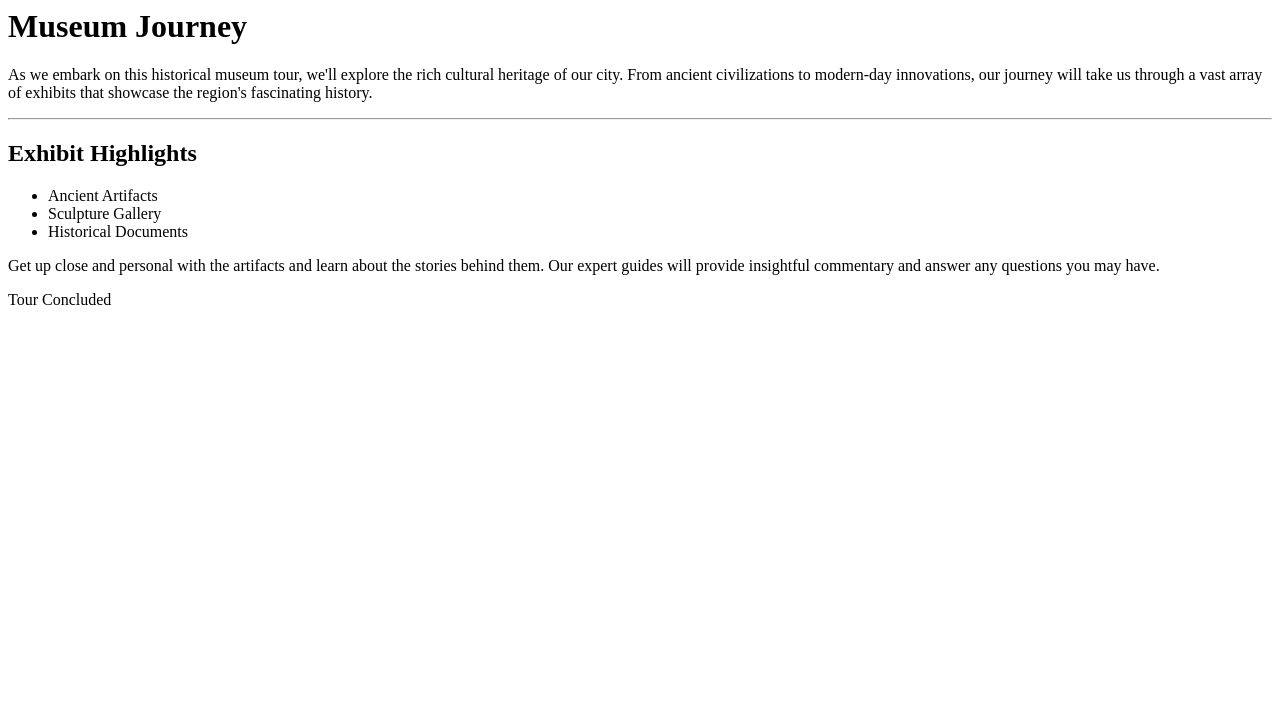 Museum Journey
As we embark on this historical museum tour, we'll explore the rich cultural heritage of our city. From ancient civilizations to modern-day innovations, our journey will take us through a vast array
of exhibits that showcase the region's fascinating history.
Exhibit Highlights
Ancient Artifacts
Sculpture Gallery
Historical Documents
Get up close and personal with the artifacts and learn about the stories behind them. Our expert guides will provide insightful commentary and answer any questions you may have.
Tour Concluded